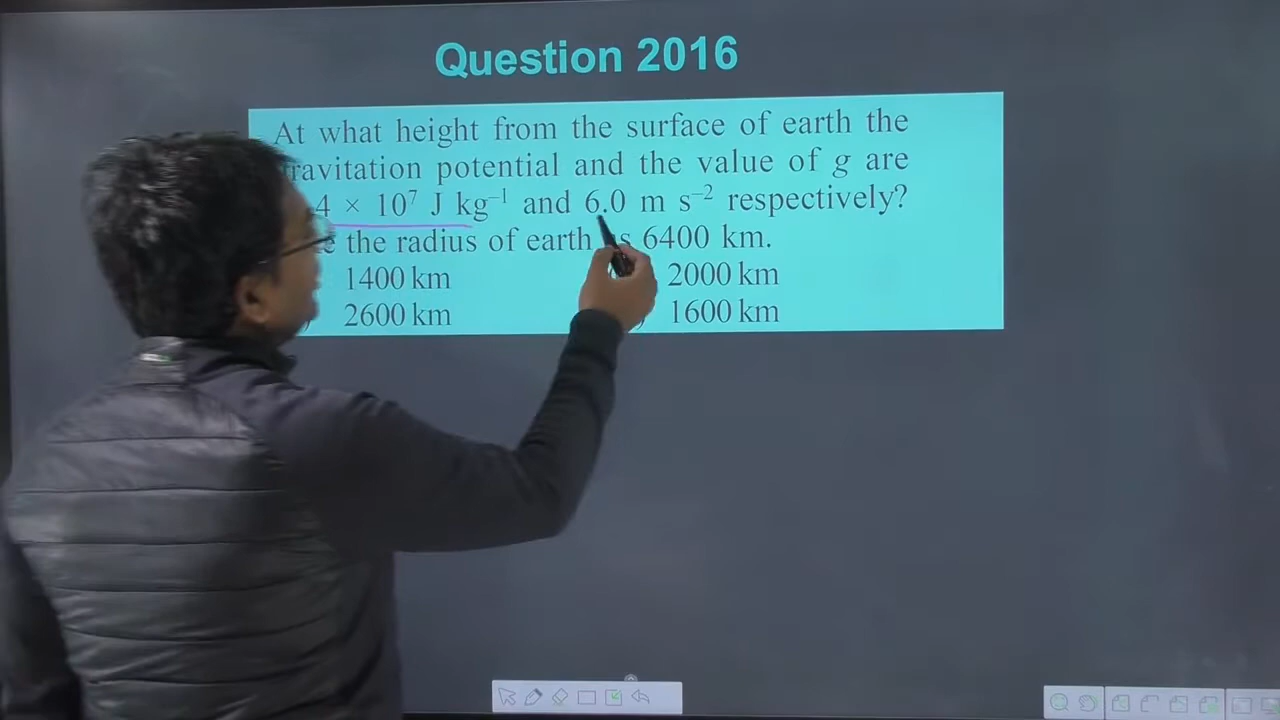 Question 2016
At what height from the surface of earth the
gravitation potential and the value of g are
4 × 10⁷ J kg⁻¹ and 6.0 m s⁻² respectively?
the radius of earth as 6400 km.
1400 km 2000 km
2600 km 1600 km